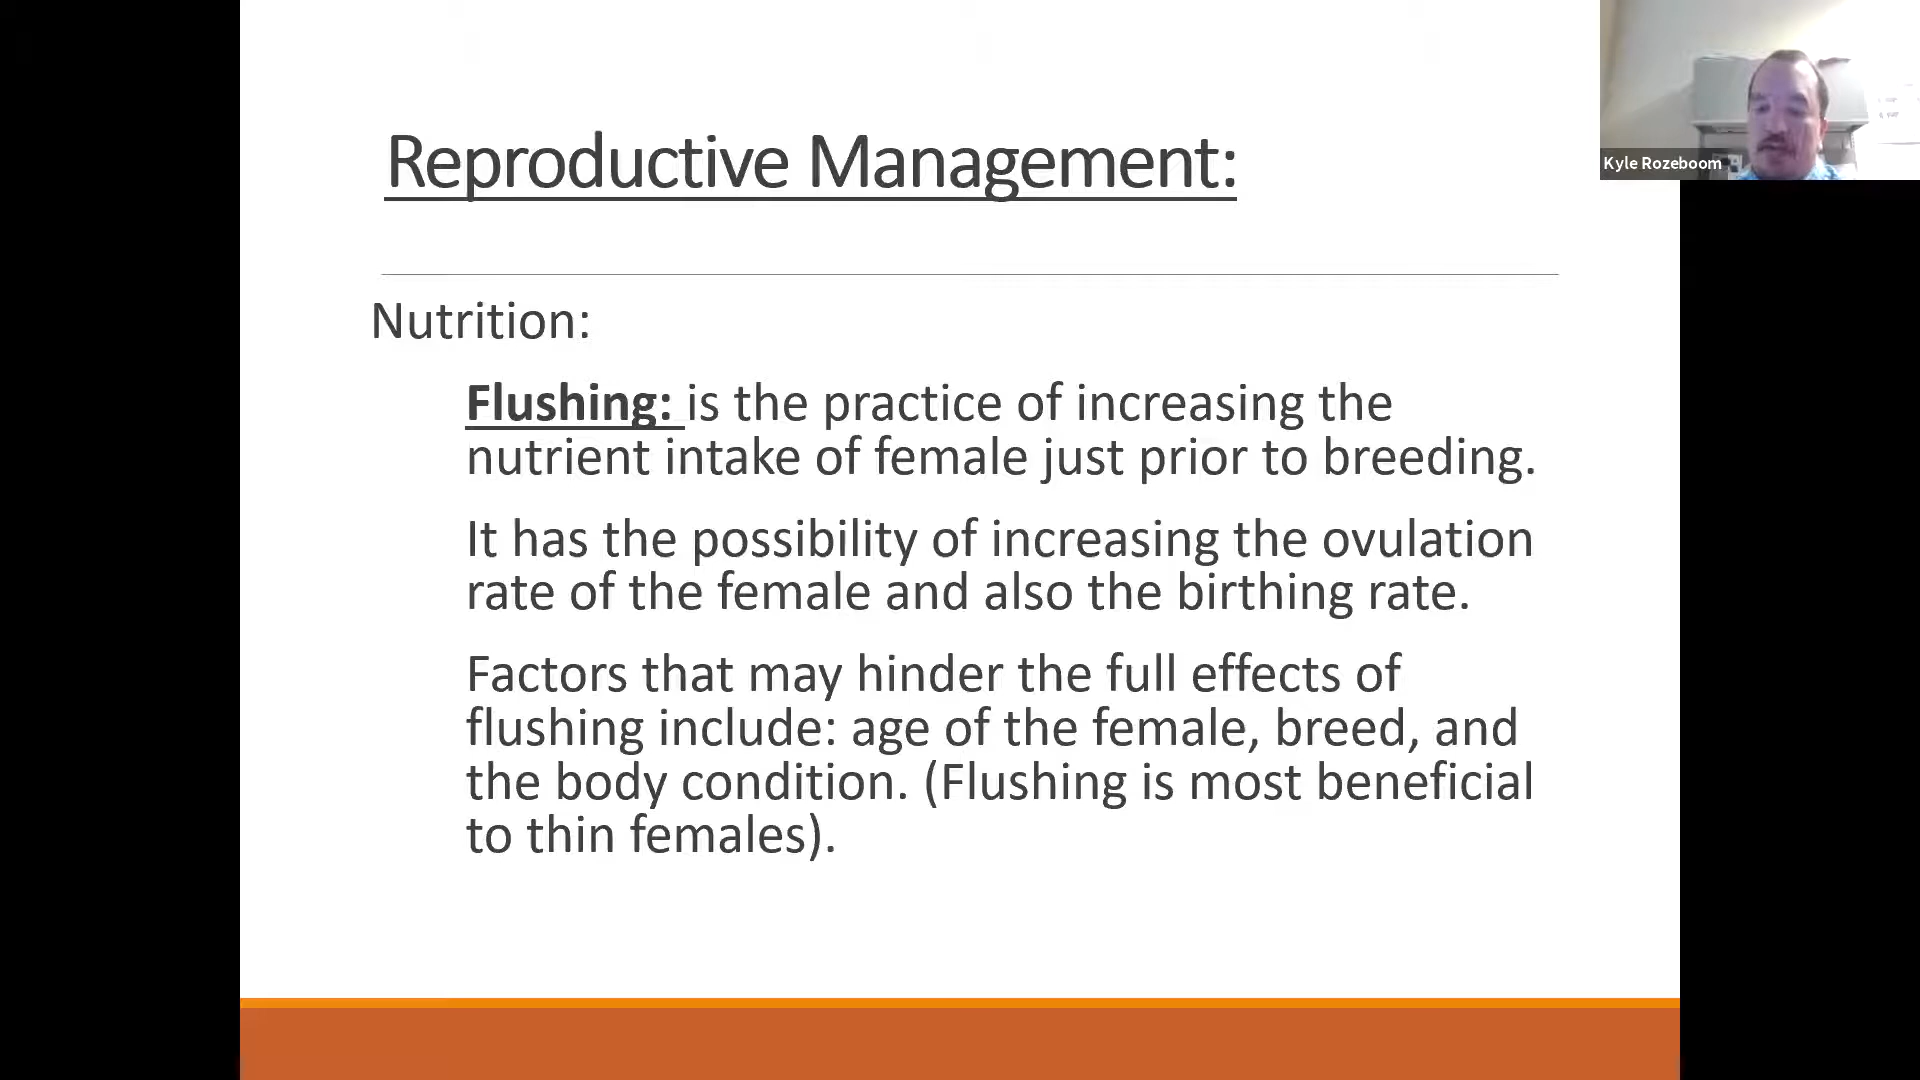 Reproductive Management:
Kyle Rozeboom
Nutrition:
Flushing: is the practice of increasing the
nutrient intake of female just prior to breeding.
It has the possibility of increasing the ovulation
rate of the female and also the birthing rate.
Factors that may hinder the full effects of
flushing include: age of the female, breed, and
the body condition. (Flushing is most beneficial
to thin females).